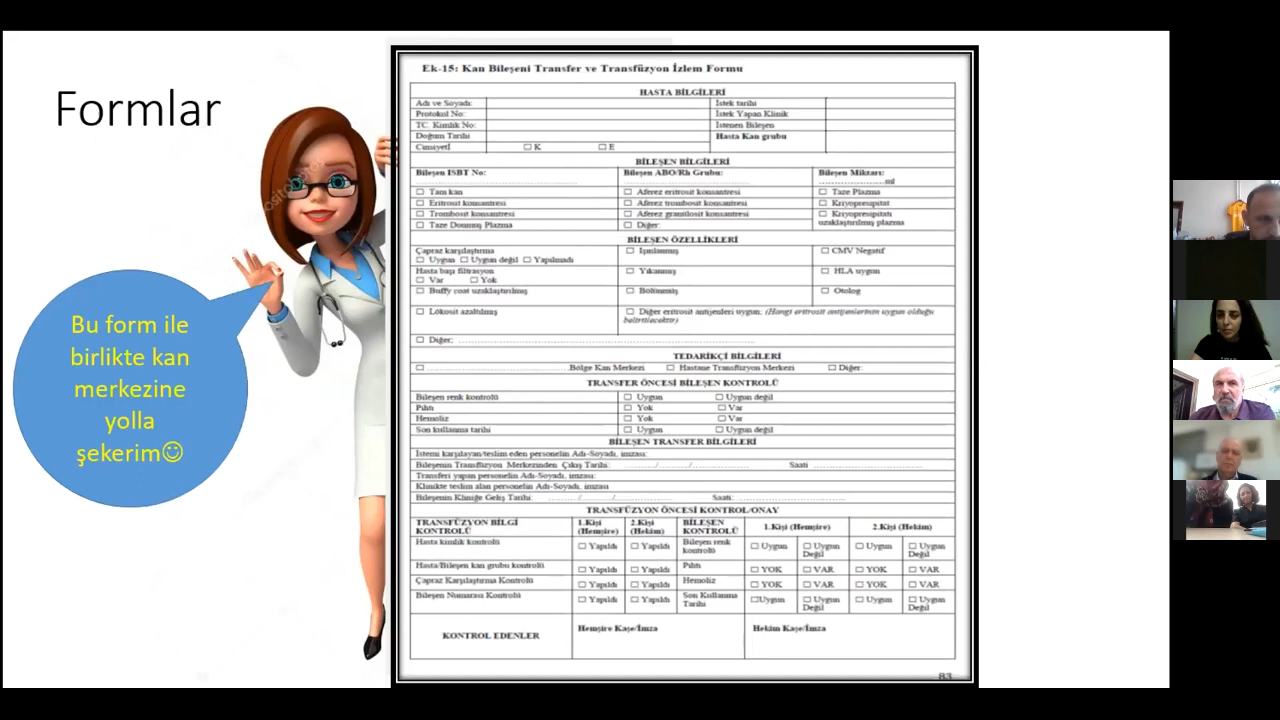 Formlar
Bu form ile
birlikte kan
merkezine
yolla
şekerim☺
Ek-15: Kan Bileşeni Transfer ve Transfüzyon İzlem Formu
HASTA BİLGİLERİ
Adı ve Soyadı: İstek tarihi
Protokol No: İstek Yapan Klinik
TC. Kimlik No: İstenen Bileşen
Doğum Tarihi Hasta Kan grubu
Cinsiyeti ☐ K ☐ E
BİLEŞEN BİLGİLERİ
Bileşen ISBT No: Bileşen ABO/Rh Grubu: Bileşen Miktarı:
....................ml
☐ Tam kan ☐ Aferez eritrosit konsantresi ☐ Taze Plazma
☐ Eritrosit konsantresi ☐ Aferez trombosit konsantresi ☐ Kriyopresipitat
☐ Trombosit konsantresi ☐ Aferez granülosit konsantresi ☐ Kriyopresipitatı
☐ Taze Donmuş Plazma ☐ Diğer: uzaklaştırılmış plazma
BİLEŞEN ÖZELLİKLERİ
Çapraz karşılaştırma ☐ Işınlanmış ☐ CMV Negatif
☐ Uygun ☐ Uygun değil ☐ Yapılmadı
Hasta başı filtrasyon ☐ Yıkanmış ☐ HLA uygun
☐ Var ☐ Yok
☐ Buffy coat uzaklaştırılmış ☐ Bölünmüş ☐ Otolog
☐ Lökosit azaltılmış ☐ Diğer eritrosit antijenleri uygun: (Hangi eritrosit antijenlerinin uygun olduğu
belirtilecektir)
☐ Diğer: ....................
TEDARİKÇİ BİLGİLERİ
☐ ....................Bölge Kan Merkezi ☐ Hastane Transfüzyon Merkezi ☐ Diğer:
TRANSFER ÖNCESİ BİLEŞEN KONTROLÜ
Bileşen renk kontrolü ☐ Uygun ☐ Uygun değil
Pıhtı ☐ Yok ☐ Var
Hemoliz ☐ Yok ☐ Var
Son kullanma tarihi ☐ Uygun ☐ Uygun değil
BİLEŞEN TRANSFER BİLGİLERİ
İstemi karşılayan/teslim eden personelin Adı-Soyadı, imzası:
Bileşenin Transfüzyon Merkezinden Çıkış Tarihi: ........../........../.......... Saati ....................
Transferi yapan personelin Adı-Soyadı, imzası:
Klinikte teslim alan personelin Adı-Soyadı, imzası
Bileşenin Kliniğe Geliş Tarihi: ........../........../.......... Saati: ....................
TRANSFÜZYON ÖNCESİ KONTROL/ONAY
TRANSFÜZYON BİLGİ 1.Kişi 2.Kişi BİLEŞEN 1.Kişi (Hemşire) 2.Kişi (Hekim)
KONTROLÜ (Hemşire) (Hekim) KONTROLÜ
Hasta kimlik kontrolü ☐ Yapıldı ☐ Yapıldı Bileşen renk ☐ Uygun ☐ Uygun ☐ Uygun ☐ Uygun
kontrolü Değil Değil
Hasta/Bileşen kan grubu kontrolü ☐ Yapıldı ☐ Yapıldı Pıhtı ☐ YOK ☐ VAR ☐ YOK ☐ VAR
Çapraz Karşılaştırma Kontrolü ☐ Yapıldı ☐ Yapıldı Hemoliz ☐ YOK ☐ VAR ☐ YOK ☐ VAR
Bileşen Numarası Kontrolü ☐ Yapıldı ☐ Yapıldı Son Kullanma ☐Uygun ☐ Uygun ☐ Uygun ☐ Uygun
Tarihi Değil Değil
KONTROL EDENLER Hemşire Kaşe/İmza Hekim Kaşe/İmza
83